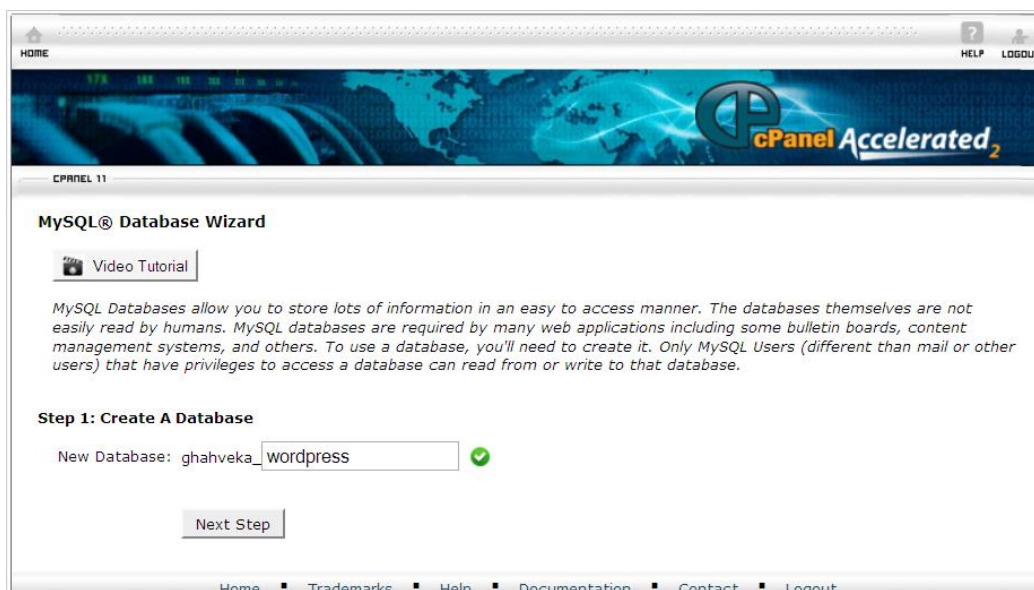 HOME
HELP LOGOU
cPanel Accelerated2
CPANEL 11
MySQL® Database Wizard
Video Tutorial
MySQL Databases allow you to store lots of information in an easy to access manner. The databases themselves are not
easily read by humans. MySQL databases are required by many web applications including some bulletin boards, content
management systems, and others. To use a database, you'll need to create it. Only MySQL Users (different than mail or other
users) that have privileges to access a database can read from or write to that database.
Step 1: Create A Database
New Database: ghahveka_ wordpress
Next Step
Home ▪ Trademarks ▪ Help ▪ Documentation ▪ Contact ▪ Logout